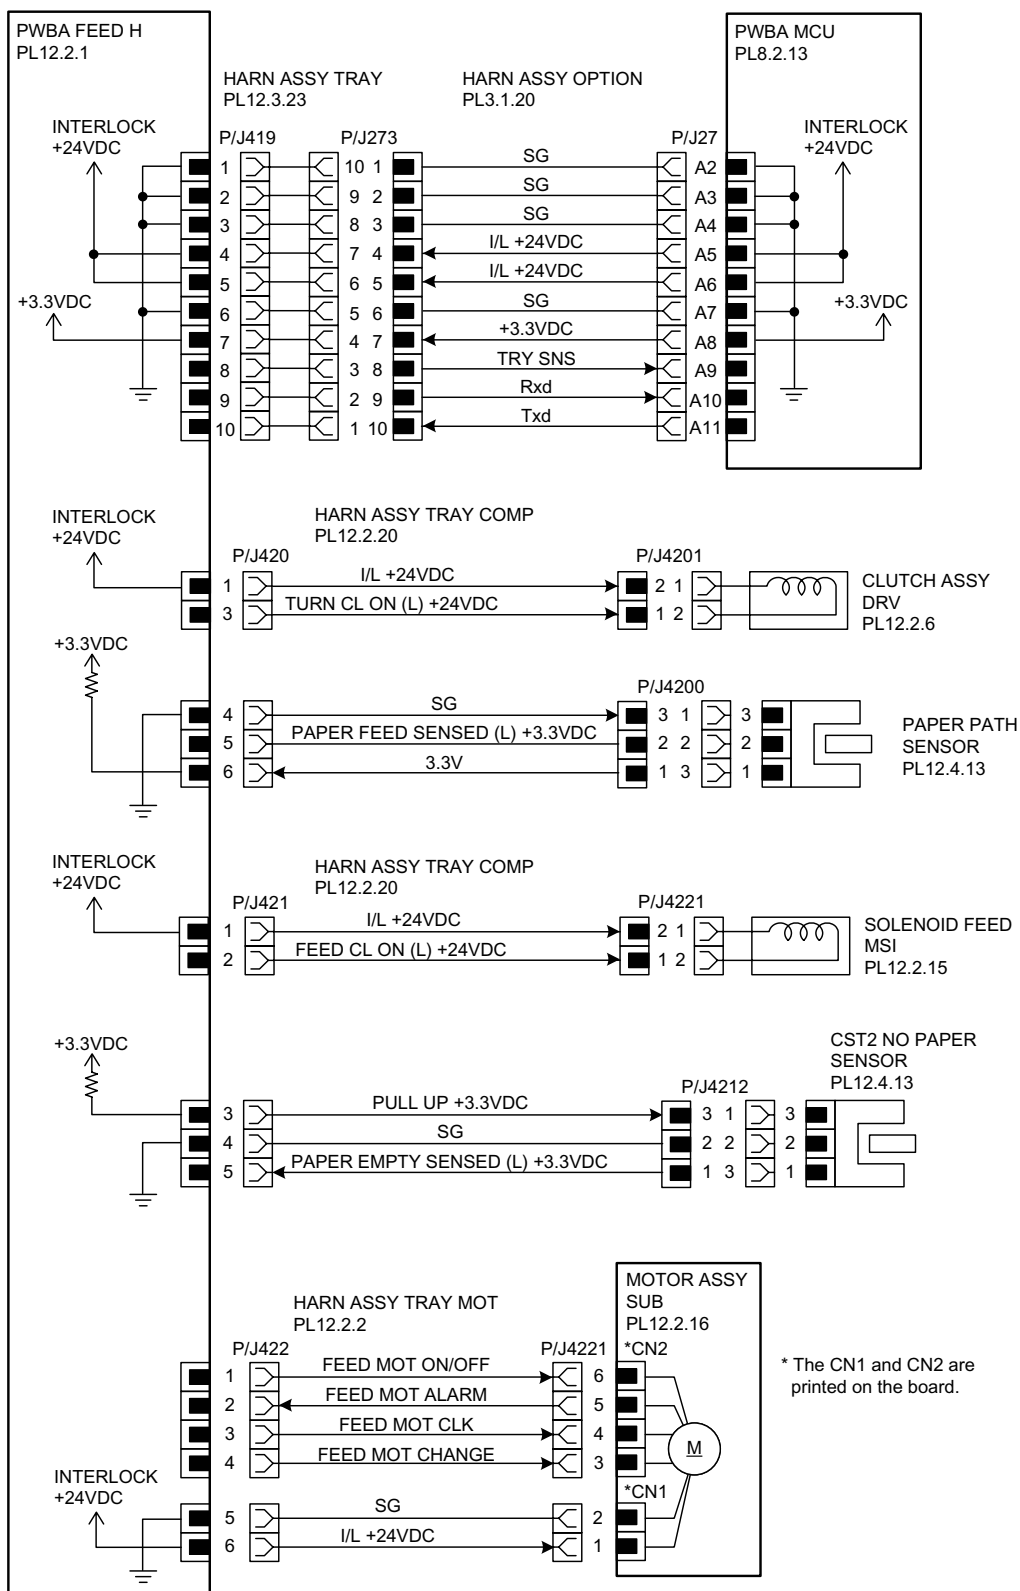 PWBA FEED H
PL12.2.1
PWBA MCU
PL8.2.13
HARN ASSY TRAY
PL12.3.23
HARN ASSY OPTION
PL3.1.20
INTERLOCK
+24VDC
P/J419
P/J273
P/J27
INTERLOCK
+24VDC
1 10 1 SG A2
2 9 2 SG A3
3 8 3 SG A4
4 7 4 I/L +24VDC A5
5 6 5 I/L +24VDC A6
+3.3VDC
+3.3VDC
6 5 6 SG A7
7 4 7 +3.3VDC A8
8 3 8 TRY SNS A9
9 2 9 Rxd A10
10 1 10 Txd A11
INTERLOCK
+24VDC
HARN ASSY TRAY COMP
PL12.2.20
P/J420
P/J4201
1 I/L +24VDC 2 1
3 TURN CL ON (L) +24VDC 1 2
CLUTCH ASSY
DRV
PL12.2.6
+3.3VDC
P/J4200
4 SG 3 1 3
5 PAPER FEED SENSED (L) +3.3VDC 2 2 2
6 3.3V 1 3 1
PAPER PATH
SENSOR
PL12.4.13
INTERLOCK
+24VDC
HARN ASSY TRAY COMP
PL12.2.20
P/J421
P/J4221
1 I/L +24VDC 2 1
2 FEED CL ON (L) +24VDC 1 2
SOLENOID FEED
MSI
PL12.2.15
+3.3VDC
CST2 NO PAPER
SENSOR
PL12.4.13
P/J4212
3 PULL UP +3.3VDC 3 1 3
4 SG 2 2 2
5 PAPER EMPTY SENSED (L) +3.3VDC 1 3 1
MOTOR ASSY
SUB
PL12.2.16
HARN ASSY TRAY MOT
PL12.2.2
P/J422
P/J4221
*CN2
1 FEED MOT ON/OFF 6
2 FEED MOT ALARM 5
3 FEED MOT CLK 4
4 FEED MOT CHANGE 3
M
* The CN1 and CN2 are
printed on the board.
INTERLOCK
+24VDC
*CN1
5 SG 2
6 I/L +24VDC 1